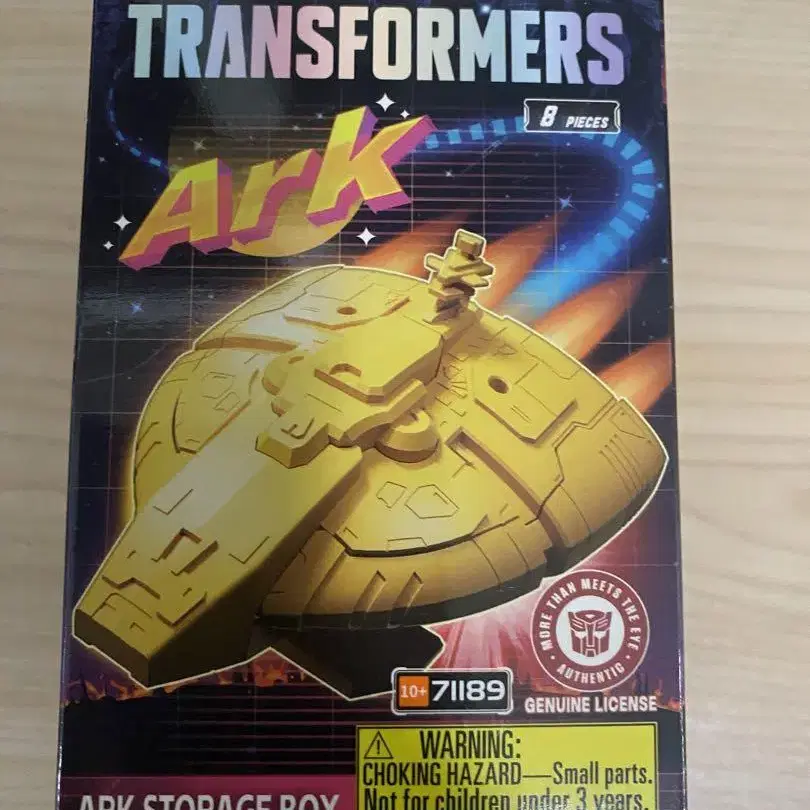 TRANSFORMERS
8 PIECES
Ark
MORE THAN MEETS THE EYE
• AUTHENTIC •
10+ 71189
GENUINE LICENSE
WARNING:
CHOKING HAZARD—Small parts.
Not for children under 3 years.
ARK STORAGE BOX